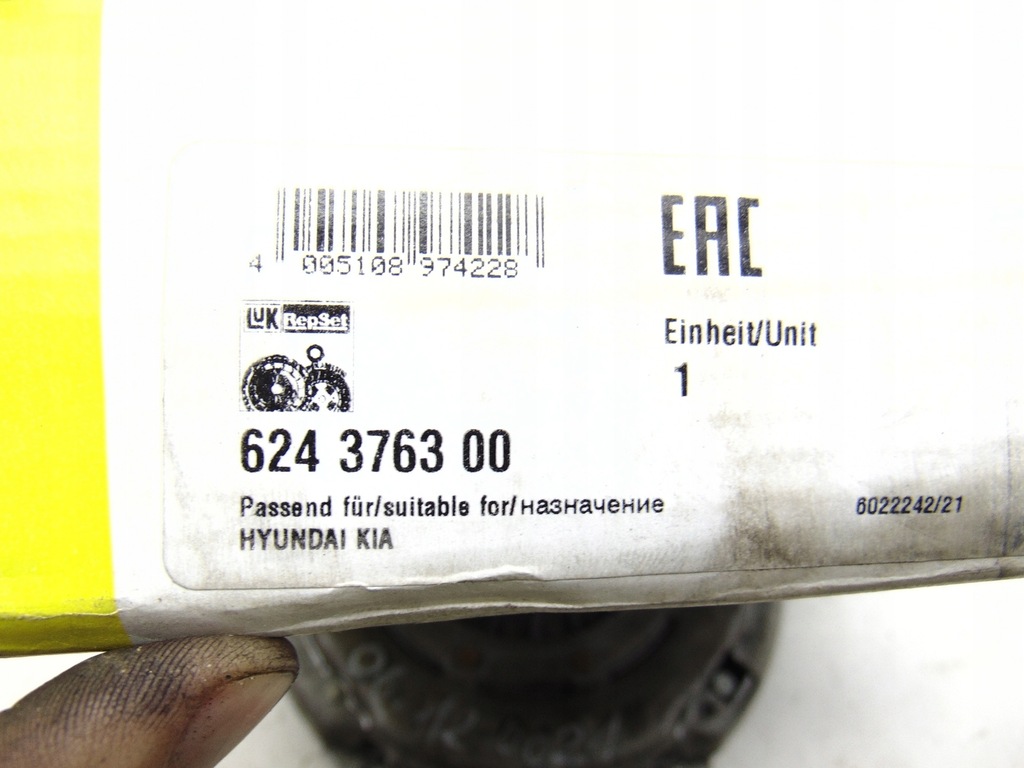 4 005108 974228
EAC
LUK RepSet
Einheit/Unit
1
624 3763 00
Passend für/suitable for/назначение
6022242/21
HYUNDAI KIA